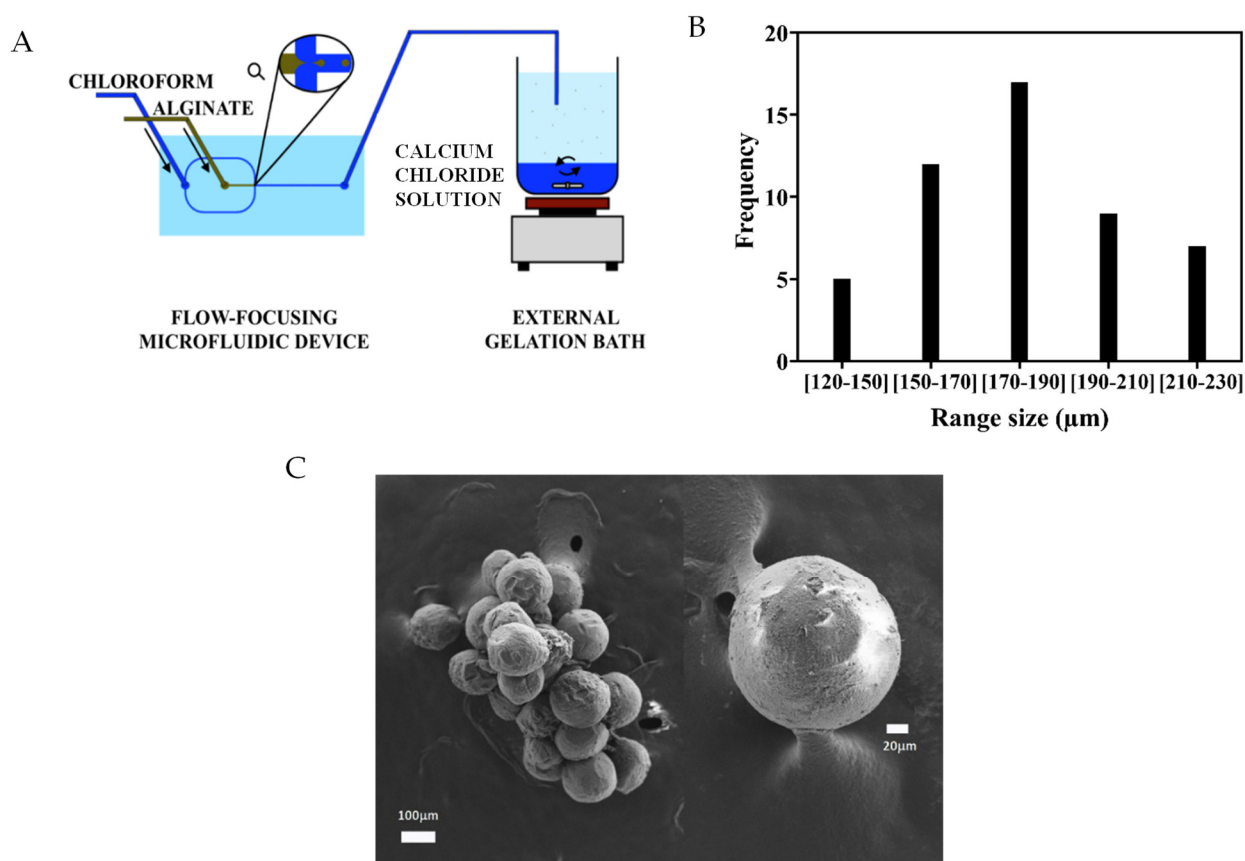 A
CHLOROFORM
ALGINATE
CALCIUM
CHLORIDE
SOLUTION
FLOW-FOCUSING
MICROFLUIDIC DEVICE
EXTERNAL
GELATION BATH
B
Frequency
20
15
10
5
0
[120-150] [150-170] [170-190] [190-210] [210-230]
Range size (µm)
C
100µm
20µm